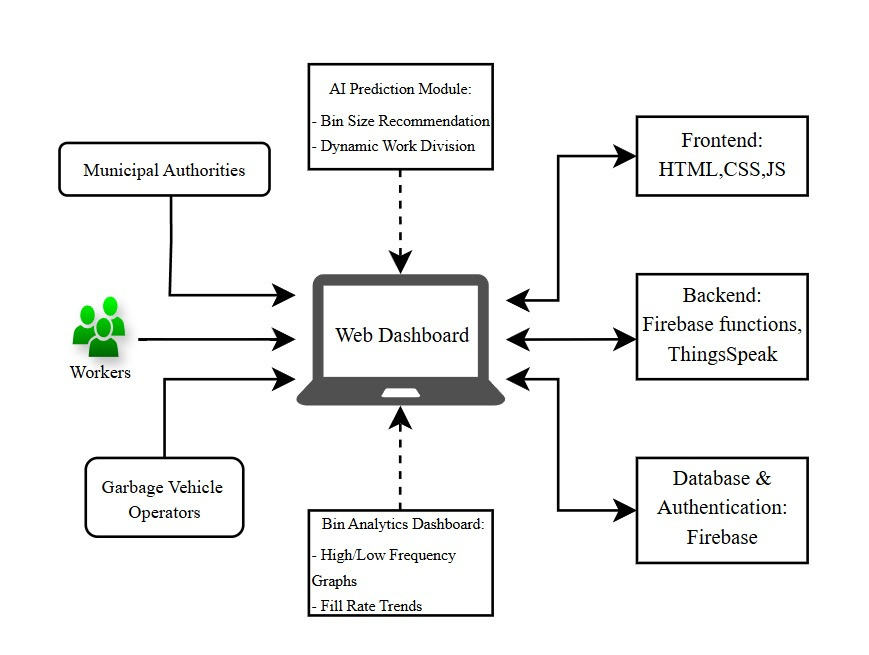 AI Prediction Module:
- Bin Size Recommendation
- Dynamic Work Division
Municipal Authorities
Frontend:
HTML,CSS,JS
Web Dashboard
Workers
Backend:
Firebase functions,
ThingsSpeak
Garbage Vehicle
Operators
Bin Analytics Dashboard:
- High/Low Frequency
Graphs
- Fill Rate Trends
Database &
Authentication:
Firebase